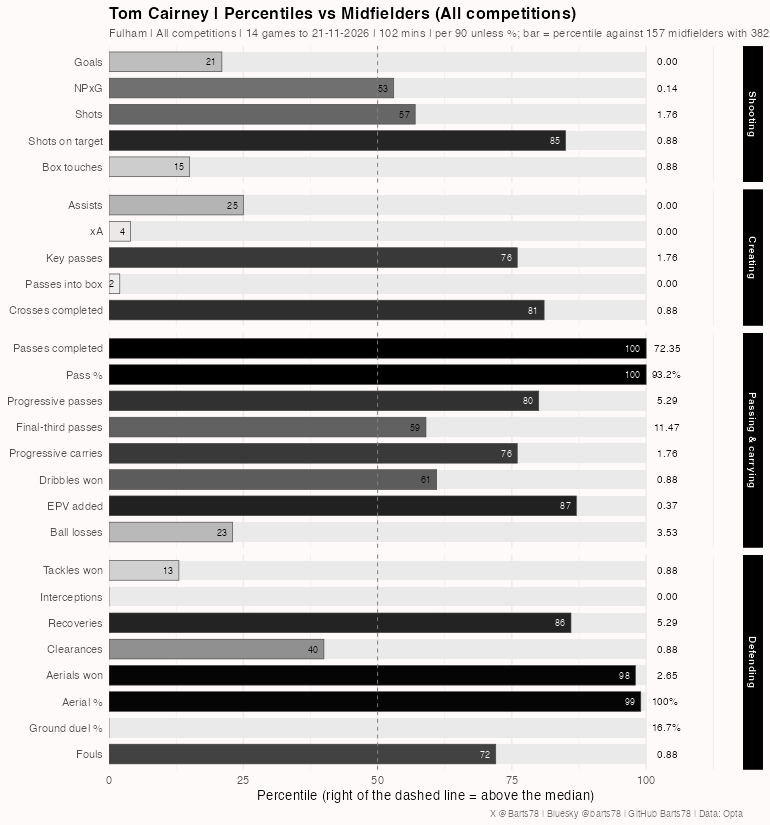 Tom Cairney | Percentiles vs Midfielders (All competitions)
Fulham | All competitions | 14 games to 21-11-2026 | 102 mins | per 90 unless %; bar = percentile against 157 midfielders with 382
Goals 21 0.00
NPxG 53 0.14
Shots 57 1.76
Shots on target 85 0.88
Box touches 15 0.88
Shooting
Assists 25 0.00
xA 4 0.00
Key passes 76 1.76
Passes into box 2 0.00
Crosses completed 81 0.88
Creating
Passes completed 100 72.35
Pass % 100 93.2%
Progressive passes 80 5.29
Final-third passes 59 11.47
Progressive carries 76 1.76
Dribbles won 61 0.88
EPV added 87 0.37
Ball losses 23 3.53
Passing & carrying
Tackles won 13 0.88
Interceptions 0.00
Recoveries 86 5.29
Clearances 40 0.88
Aerials won 98 2.65
Aerial % 99 100%
Ground duel % 16.7%
Fouls 72 0.88
Defending
0 25 50 75 100
Percentile (right of the dashed line = above the median)
X @Barts78 | Bluesky @barts78 | GitHub Barts78 | Data: Opta